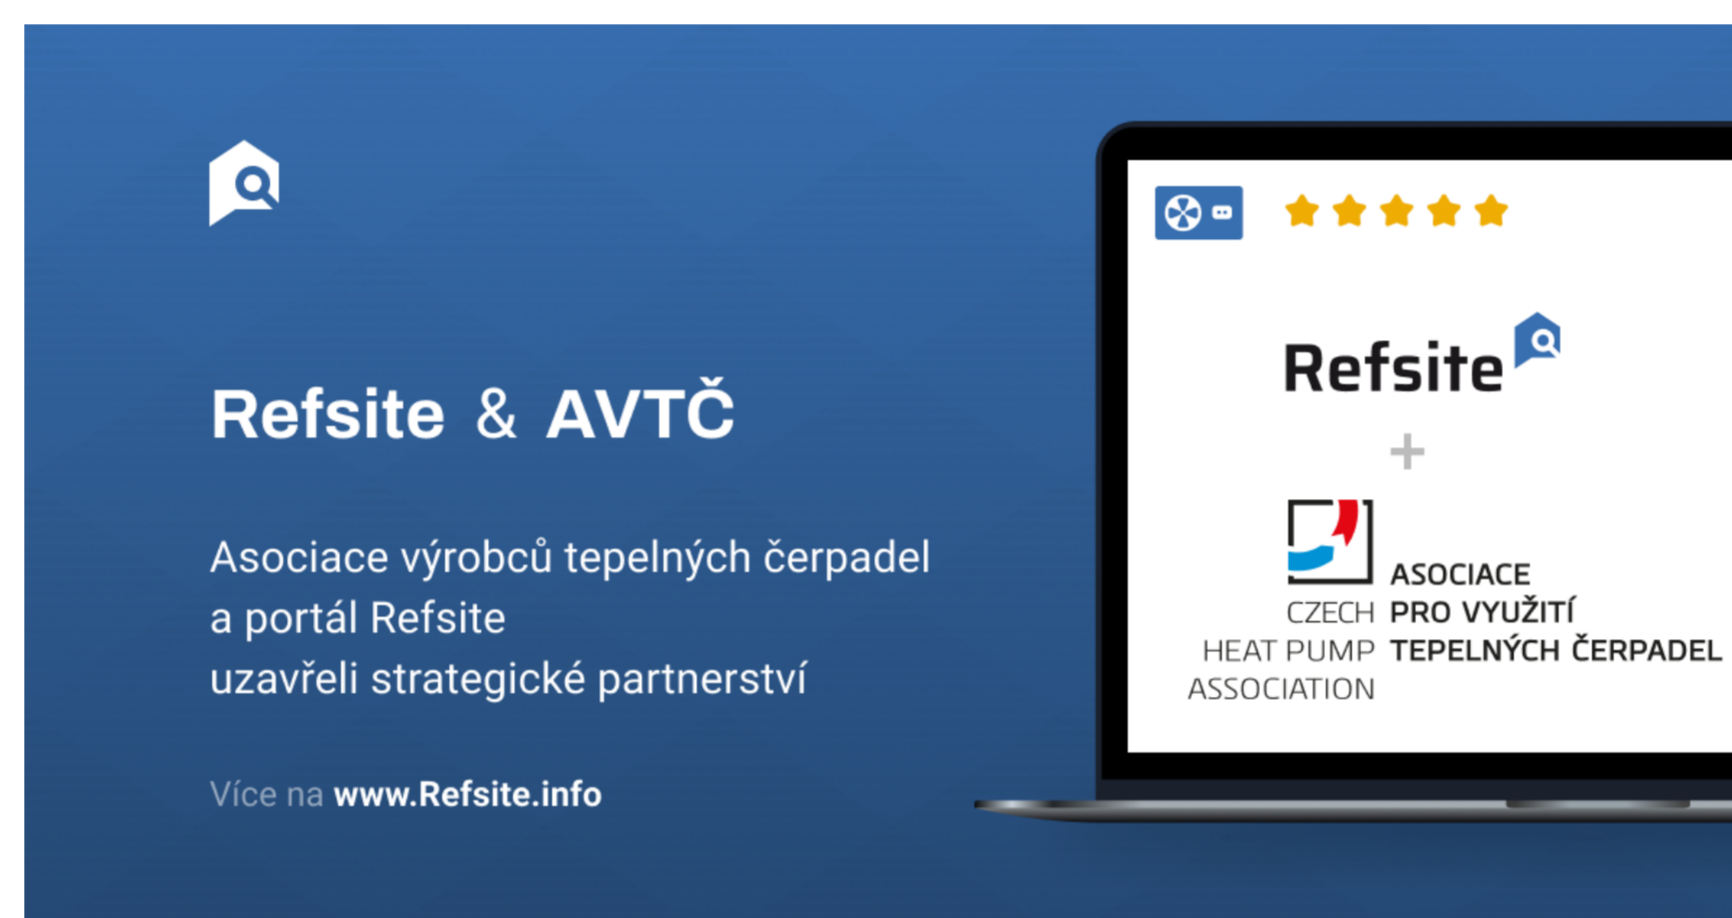 Refsite & AVTČ
Asociace výrobců tepelných čerpadel
a portál Refsite
uzavřeli strategické partnerství
Více na www.Refsite.info
Refsite
+
ASOCIACE
CZECH PRO VYUŽITÍ
HEAT PUMP TEPELNÝCH ČERPADEL
ASSOCIATION